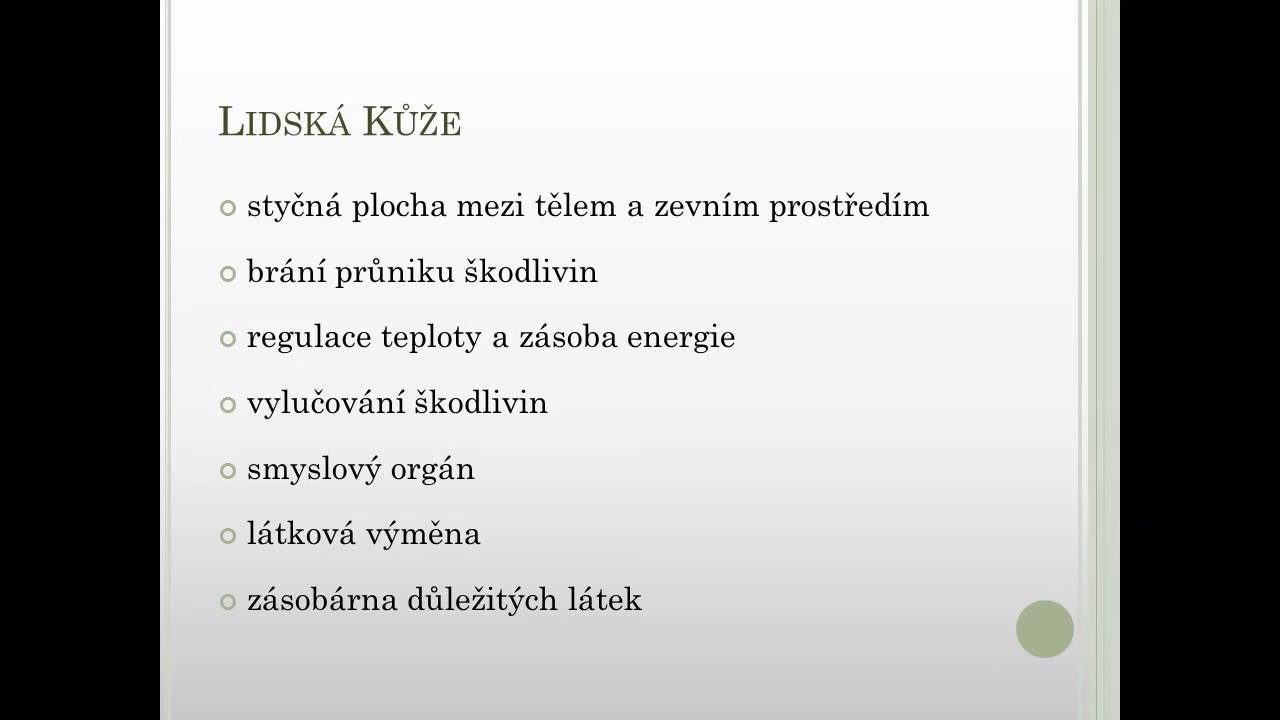 Lidská Kůže
styčná plocha mezi tělem a zevním prostředím
brání průniku škodlivin
regulace teploty a zásoba energie
vylučování škodlivin
smyslový orgán
látková výměna
zásobárna důležitých látek